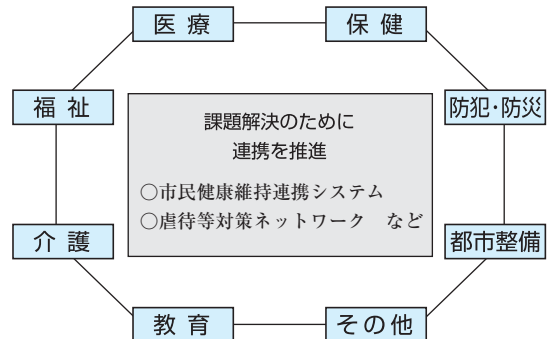 医療
保健
福祉
防犯・防災
課題解決のために
連携を推進
○市民健康維持連携システム
○虐待等対策ネットワーク　など
介護
都市整備
教育
その他